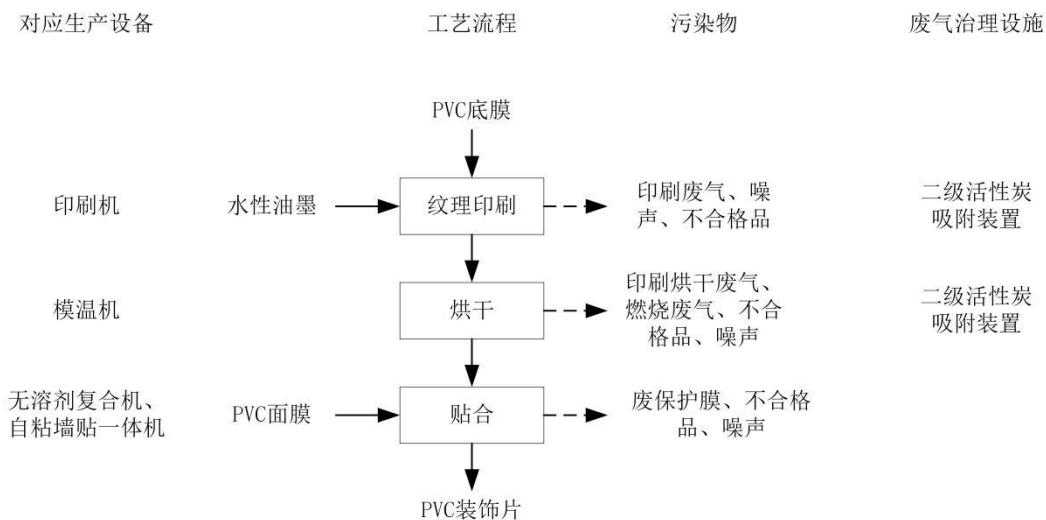 对应生产设备 工艺流程 污染物 废气治理设施
PVC底膜
印刷机 水性油墨 纹理印刷
印刷废气、噪
声、不合格品
二级活性炭
吸附装置
模温机 烘干
印刷烘干废气、
燃烧废气、不合
格品、噪声
二级活性炭
吸附装置
无溶剂复合机、
自粘墙贴一体机
PVC面膜 贴合
废保护膜、不合格
品、噪声
PVC装饰片